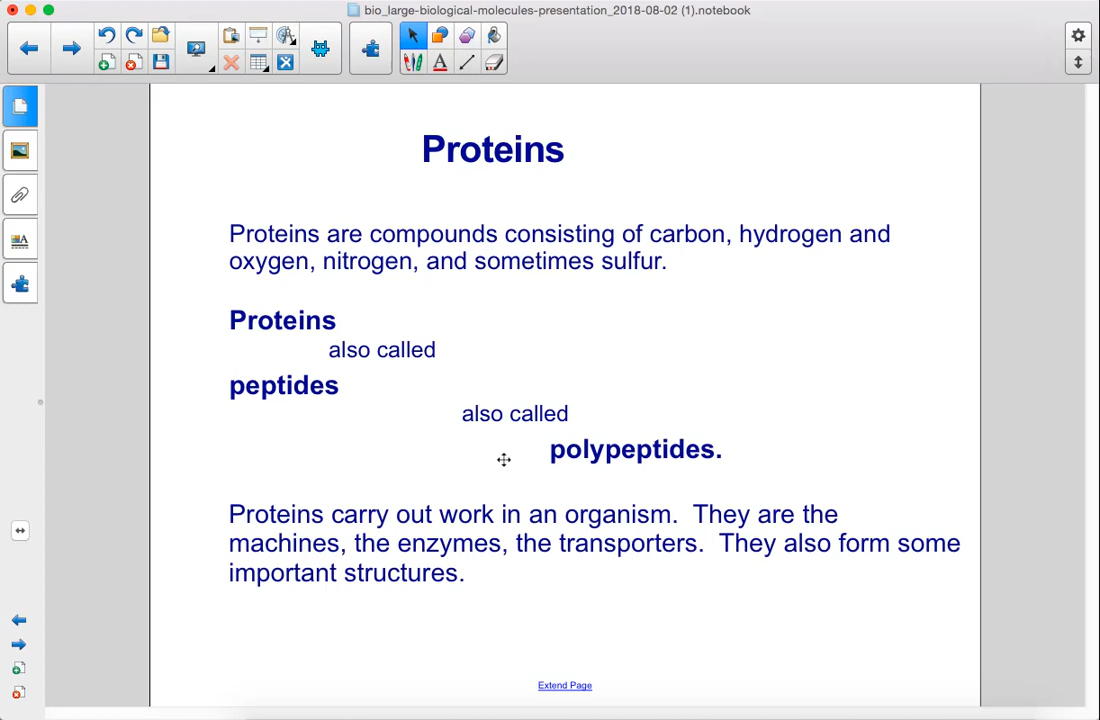 bio_large-biological-molecules-presentation_2018-08-02 (1).notebook
Proteins
Proteins are compounds consisting of carbon, hydrogen and
oxygen, nitrogen, and sometimes sulfur.
Proteins
also called
peptides
also called
polypeptides.
Proteins carry out work in an organism.  They are the
machines, the enzymes, the transporters.  They also form some
important structures.
Extend Page